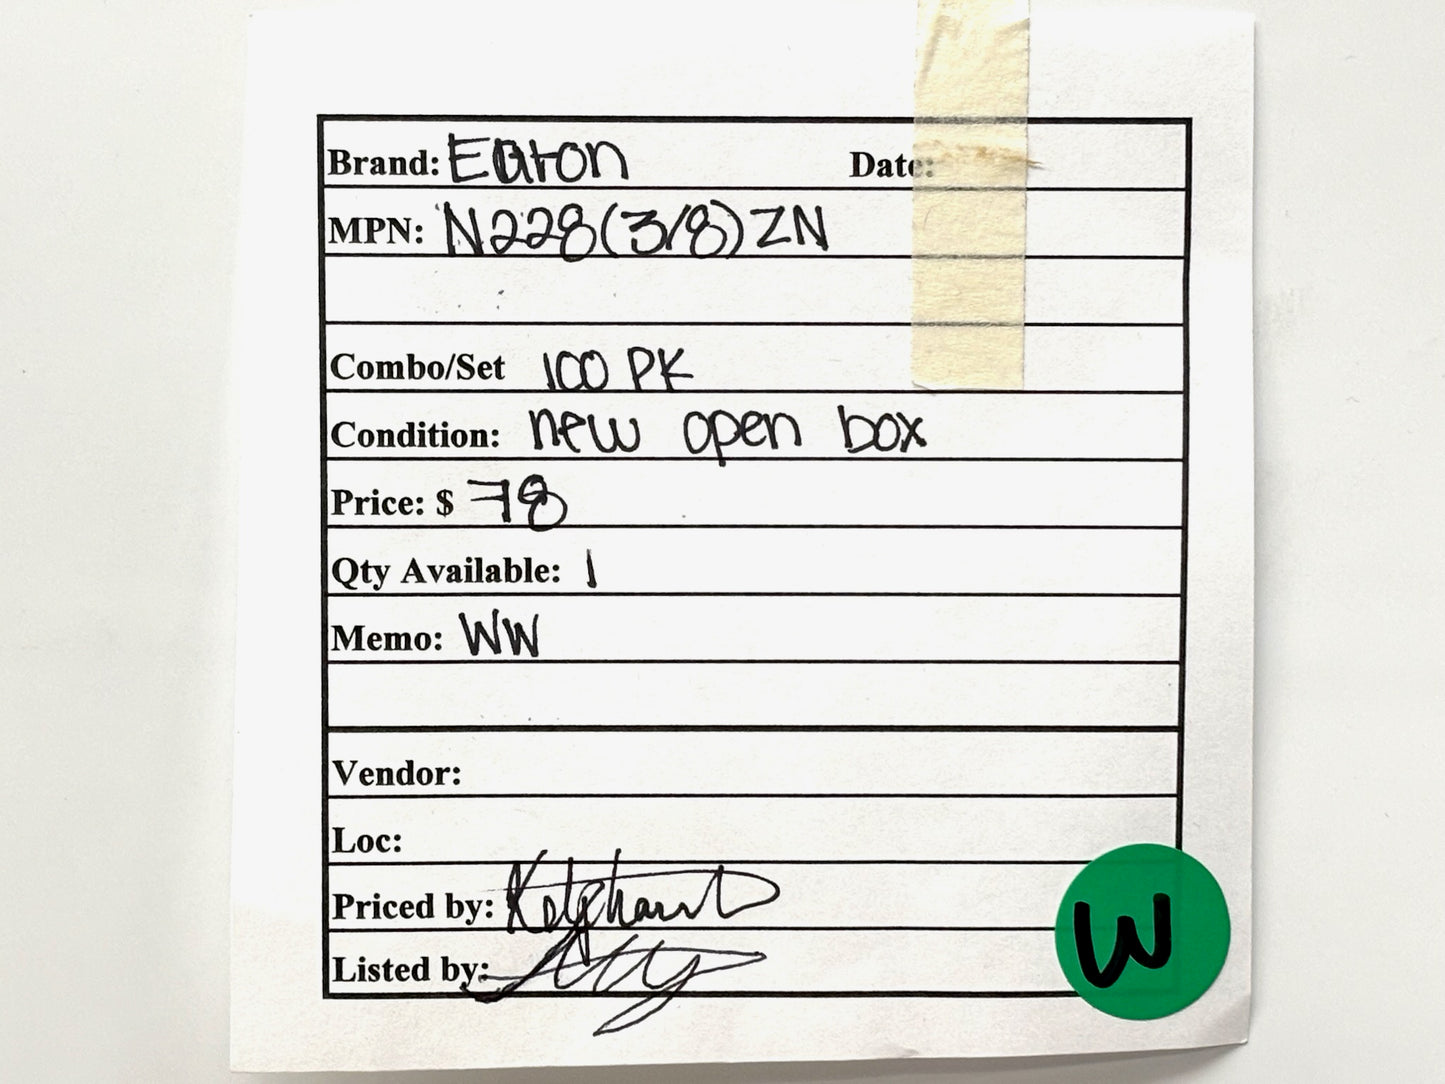 Brand: Eaton Date:
MPN: N228(3/8)ZN
Combo/Set 100 PK
Condition: new open box
Price: $ 78
Qty Available: 1
Memo: WW
Vendor:
Loc:
Priced by:
Listed by:
W